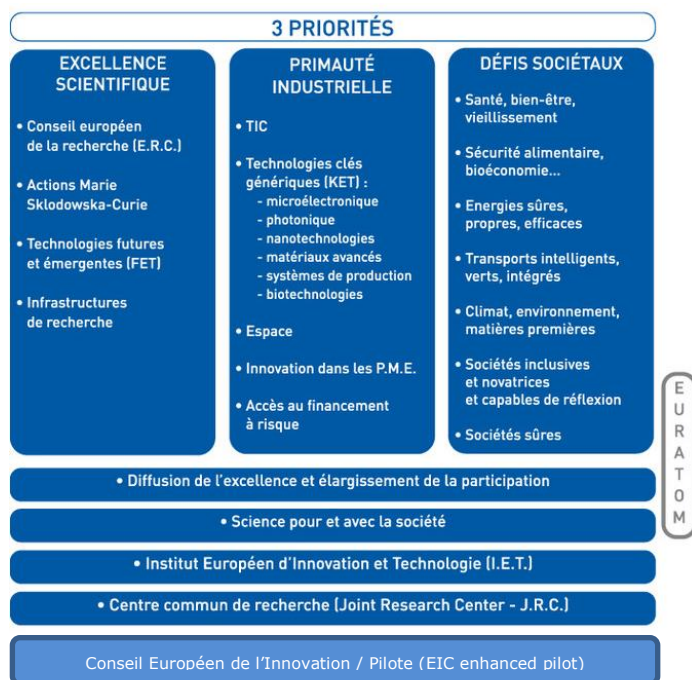 3 PRIORITÉS
EXCELLENCE
SCIENTIFIQUE
• Conseil européen
de la recherche (E.R.C.)
• Actions Marie
Sklodowska-Curie
• Technologies futures
et émergentes (FET)
• Infrastructures
de recherche
PRIMAUTÉ
INDUSTRIELLE
• TIC
• Technologies clés
génériques (KET) :
- microélectronique
- photonique
- nanotechnologies
- matériaux avancés
- systèmes de production
- biotechnologies
• Espace
• Innovation dans les P.M.E.
• Accès au financement
à risque
DÉFIS SOCIÉTAUX
• Santé, bien-être,
vieillissement
• Sécurité alimentaire,
bioéconomie...
• Energies sûres,
propres, efficaces
• Transports intelligents,
verts, intégrés
• Climat, environnement,
matières premières
• Sociétés inclusives
et novatrices
et capables de réflexion
• Sociétés sûres
EURATOM
• Diffusion de l'excellence et élargissement de la participation
• Science pour et avec la société
• Institut Européen d'Innovation et Technologie (I.E.T.)
• Centre commun de recherche (Joint Research Center - J.R.C.)
Conseil Européen de l'Innovation / Pilote (EIC enhanced pilot)